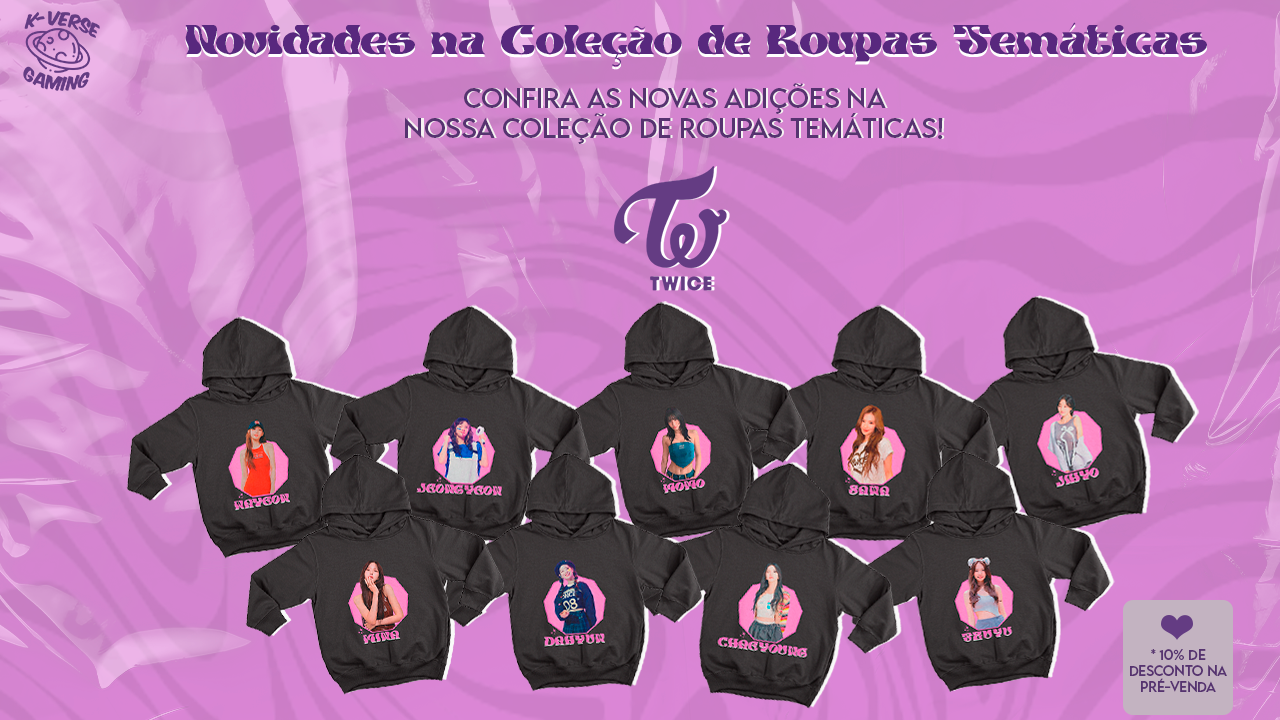 K-VERSE
GAMING
Novidades na Coleção de Roupas Temáticas
CONFIRA AS NOVAS ADIÇÕES NA
NOSSA COLEÇÃO DE ROUPAS TEMÁTICAS!
TW
TWICE
NAYEON
JEONGYEON
MOMO
SANA
JIHYO
MINA
DAHYUN
CHAEYOUNG
TZUYU
* 10% DE
DESCONTO NA
PRÉ-VENDA